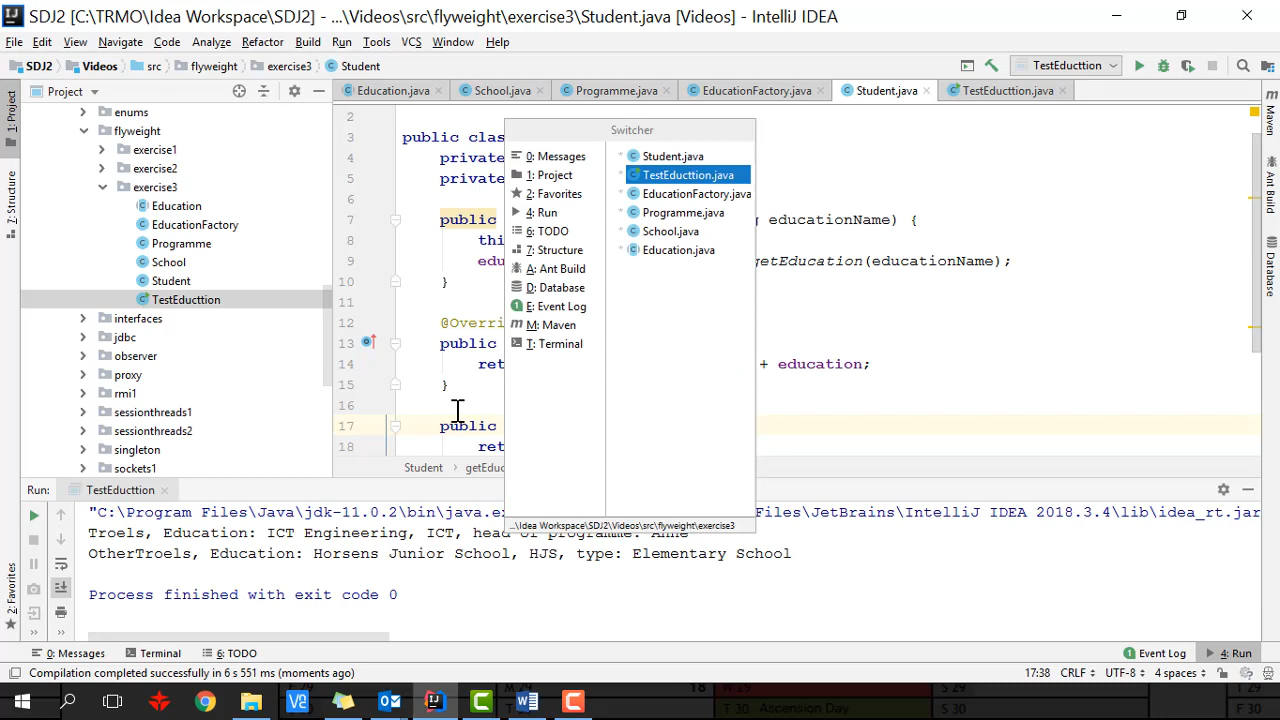 SDJ2 [C:\TRMO\Idea Workspace\SDJ2] - ...\Videos\src\flyweight\exercise3\Student.java [Videos] - IntelliJ IDEA
File Edit View Navigate Code Analyze Refactor Build Run Tools VCS Window Help
SDJ2 Videos src flyweight exercise3 Student TestEducttion
Project
Education.java School.java Programme.java EducationFactory.java Student.java TestEducttion.java
1: Project
Structure
2: Favorites
Maven
Ant Build
Database
enums
flyweight
exercise1
exercise2
exercise3
Education
EducationFactory
Programme
School
Student
TestEducttion
interfaces
jdbc
observer
proxy
rmi1
sessionthreads1
sessionthreads2
singleton
sockets1
2
3 public clas
4 private
5 private
6
7 public g educationName) {
8 thi
9 edu getEducation(educationName);
10 }
11
12 @Overri
13 public
14 ret + education;
15 }
16
17 public
18 ret
Student getEduc
Switcher
0: Messages
1: Project
2: Favorites
4: Run
6: TODO
7: Structure
A: Ant Build
D: Database
E: Event Log
M: Maven
T: Terminal
Student.java
TestEducttion.java
EducationFactory.java
Programme.java
School.java
Education.java
...\Idea Workspace\SDJ2\Videos\src\flyweight\exercise3
Run: TestEducttion
"C:\Program Files\Java\jdk-11.0.2\bin\java.ex Files\JetBrains\IntelliJ IDEA 2018.3.4\lib\idea_rt.jar
Troels, Education: ICT Engineering, ICT, head of programme: Anne
OtherTroels, Education: Horsens Junior School, HJS, type: Elementary School
Process finished with exit code 0
0: Messages Terminal 6: TODO Event Log 4: Run
Compilation completed successfully in 6 s 551 ms (moments ago) 17:38 CRLF UTF-8 4 spaces
18 Ascension Day S 29 S 30